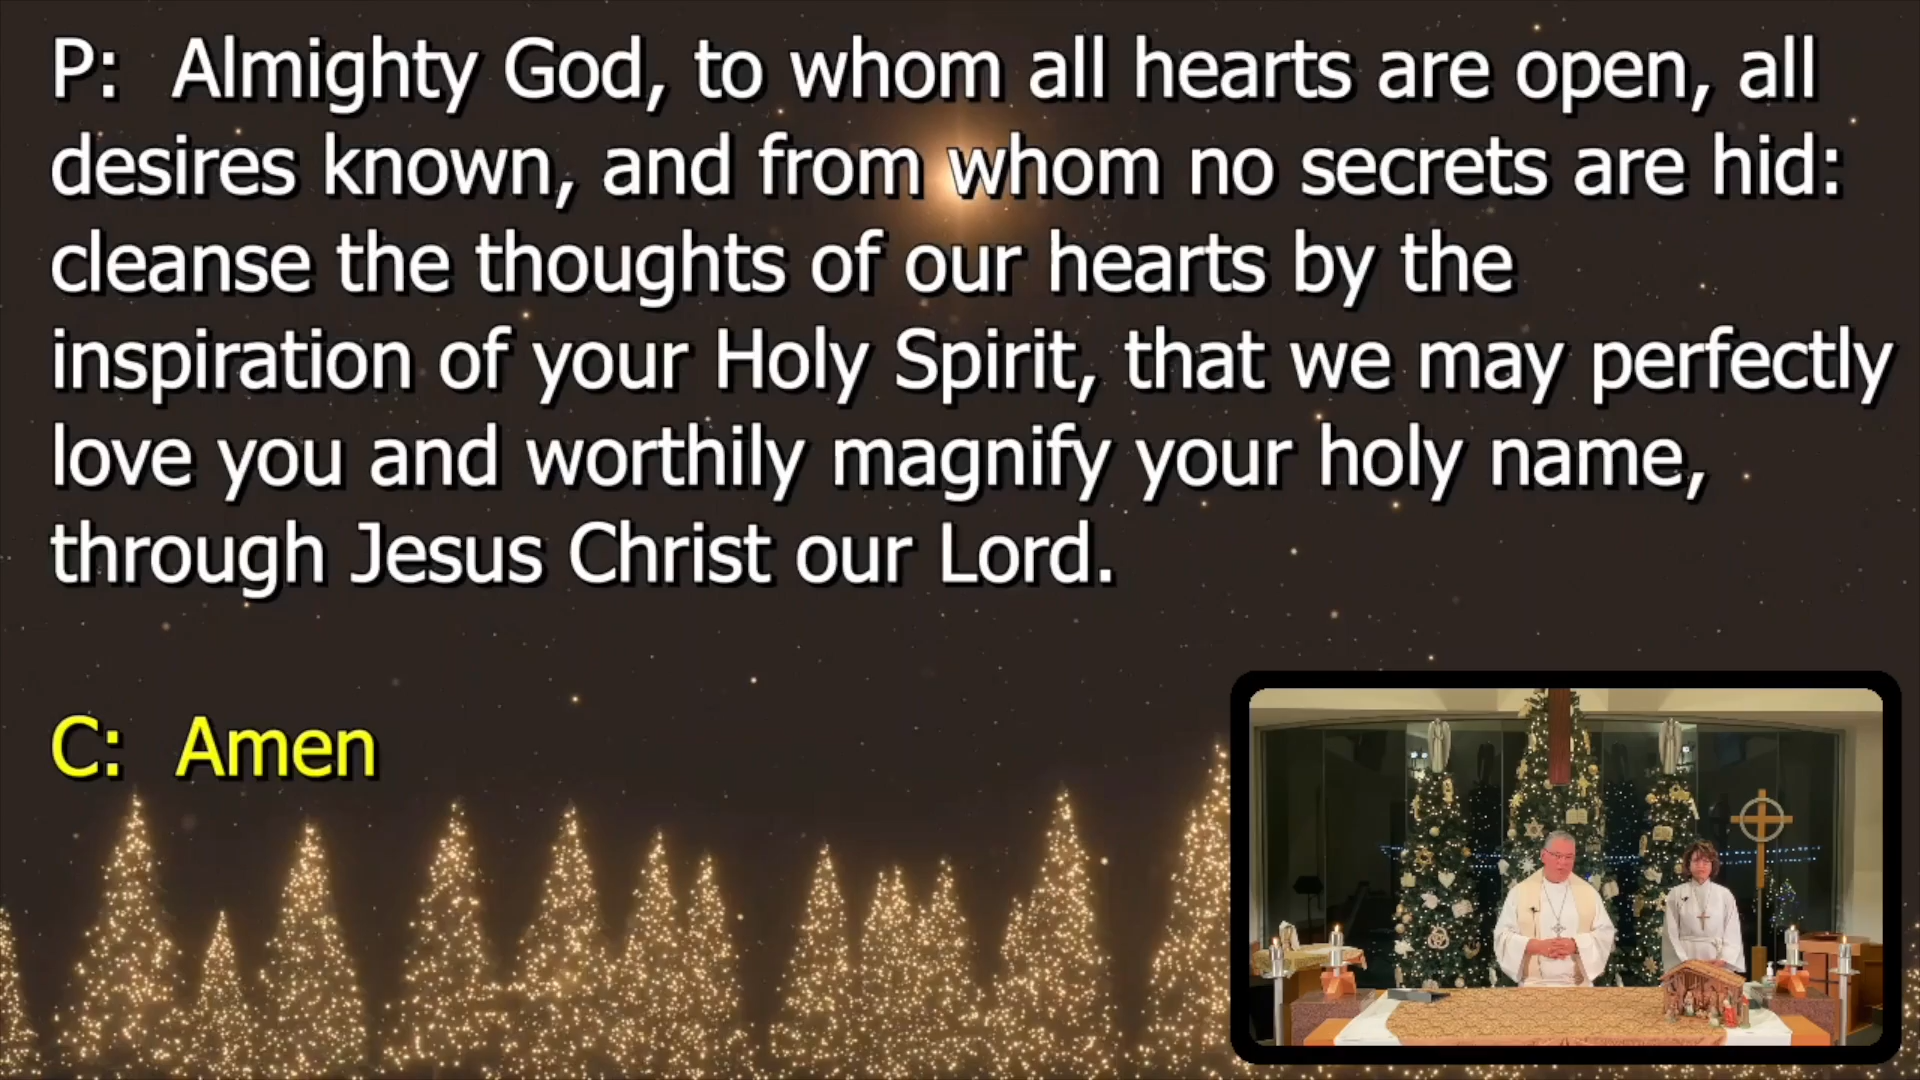 P: Almighty God, to whom all hearts are open, all
desires known, and from whom no secrets are hid:
cleanse the thoughts of our hearts by the
inspiration of your Holy Spirit, that we may perfectly
love you and worthily magnify your holy name,
through Jesus Christ our Lord.
C: Amen